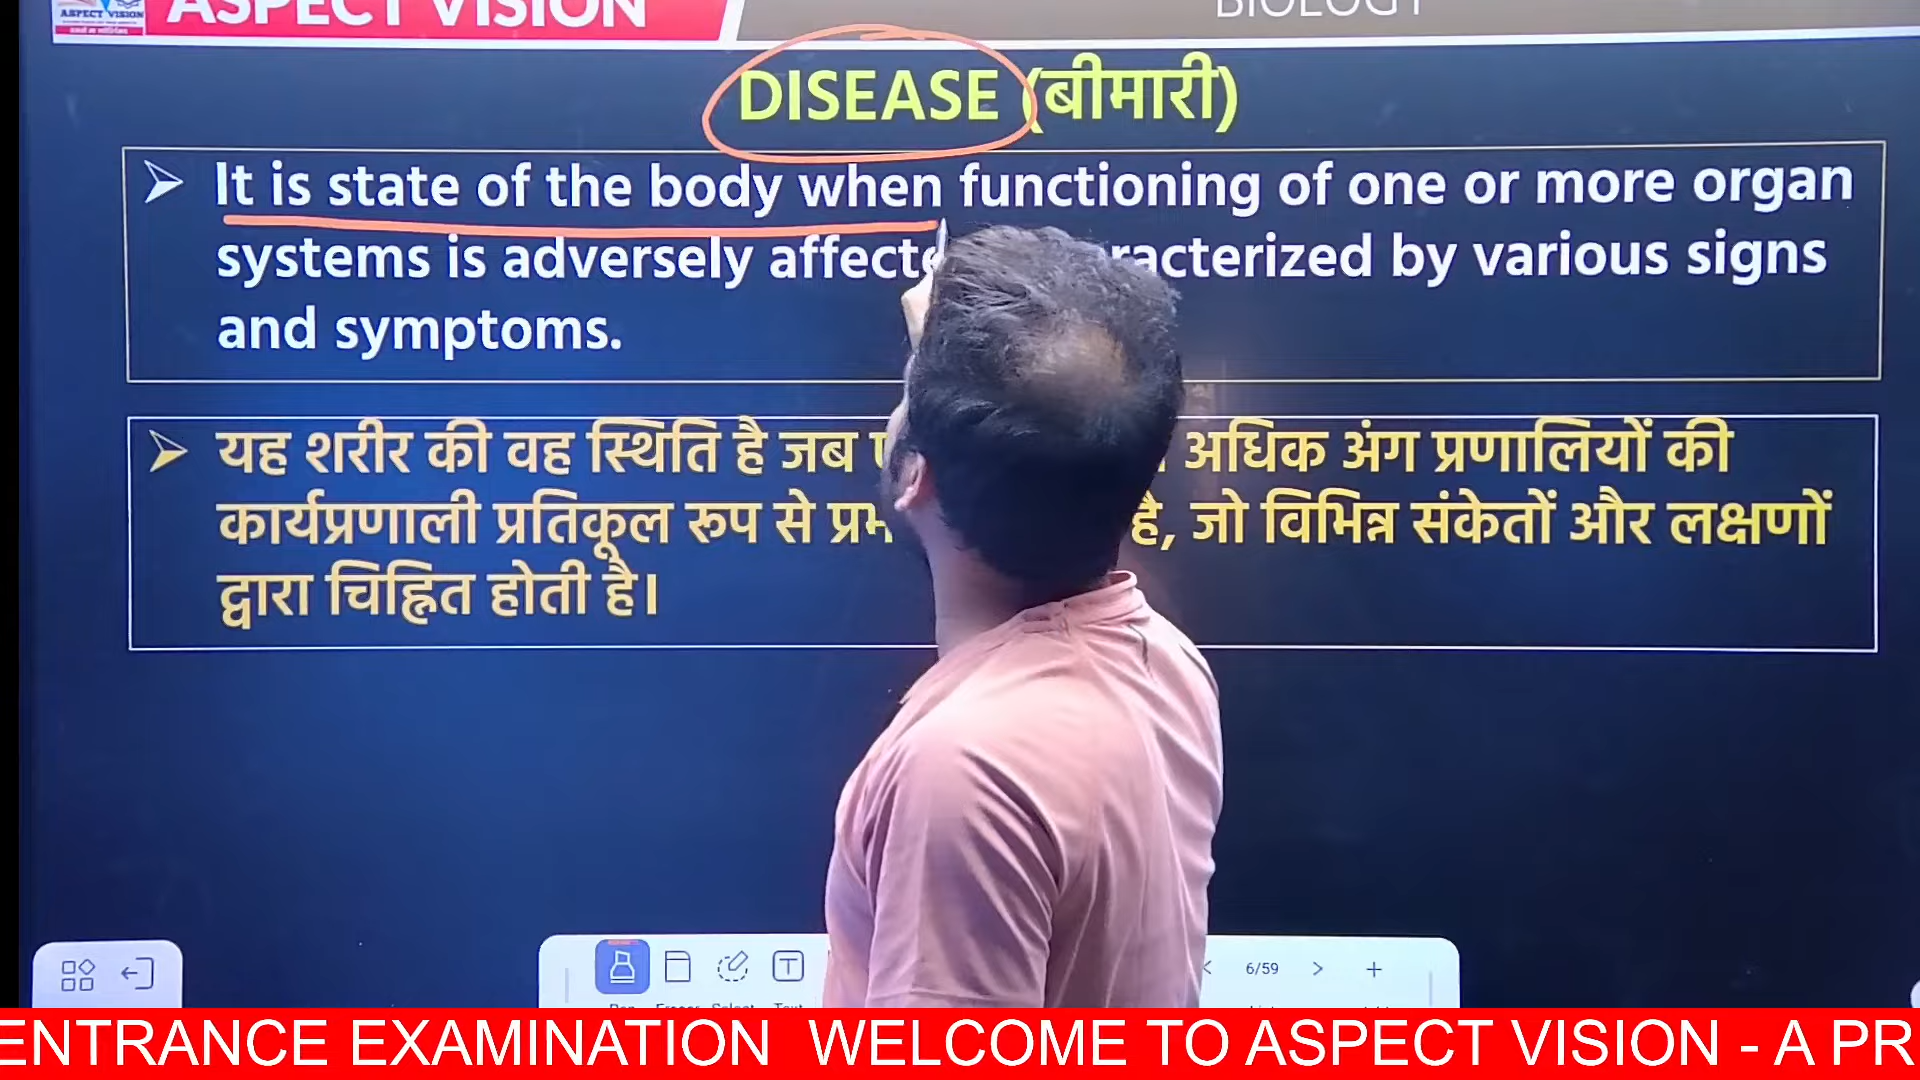 ASPECT VISION
ASPECT VISION
BIOLOGY
DISEASE (बीमारी)
It is state of the body when functioning of one or more organ
systems is adversely by various signs
and symptoms.
यह शरीर की वह स्थिति है जब अधिक अंग प्रणालियों की
कार्यप्रणाली प्रतिकूल रूप से है, जो विभिन्न संकेतों और लक्षणों
द्वारा चिह्नित होती है।
T
< 6/59 > +
ENTRANCE EXAMINATION WELCOME TO ASPECT VISION - A PR